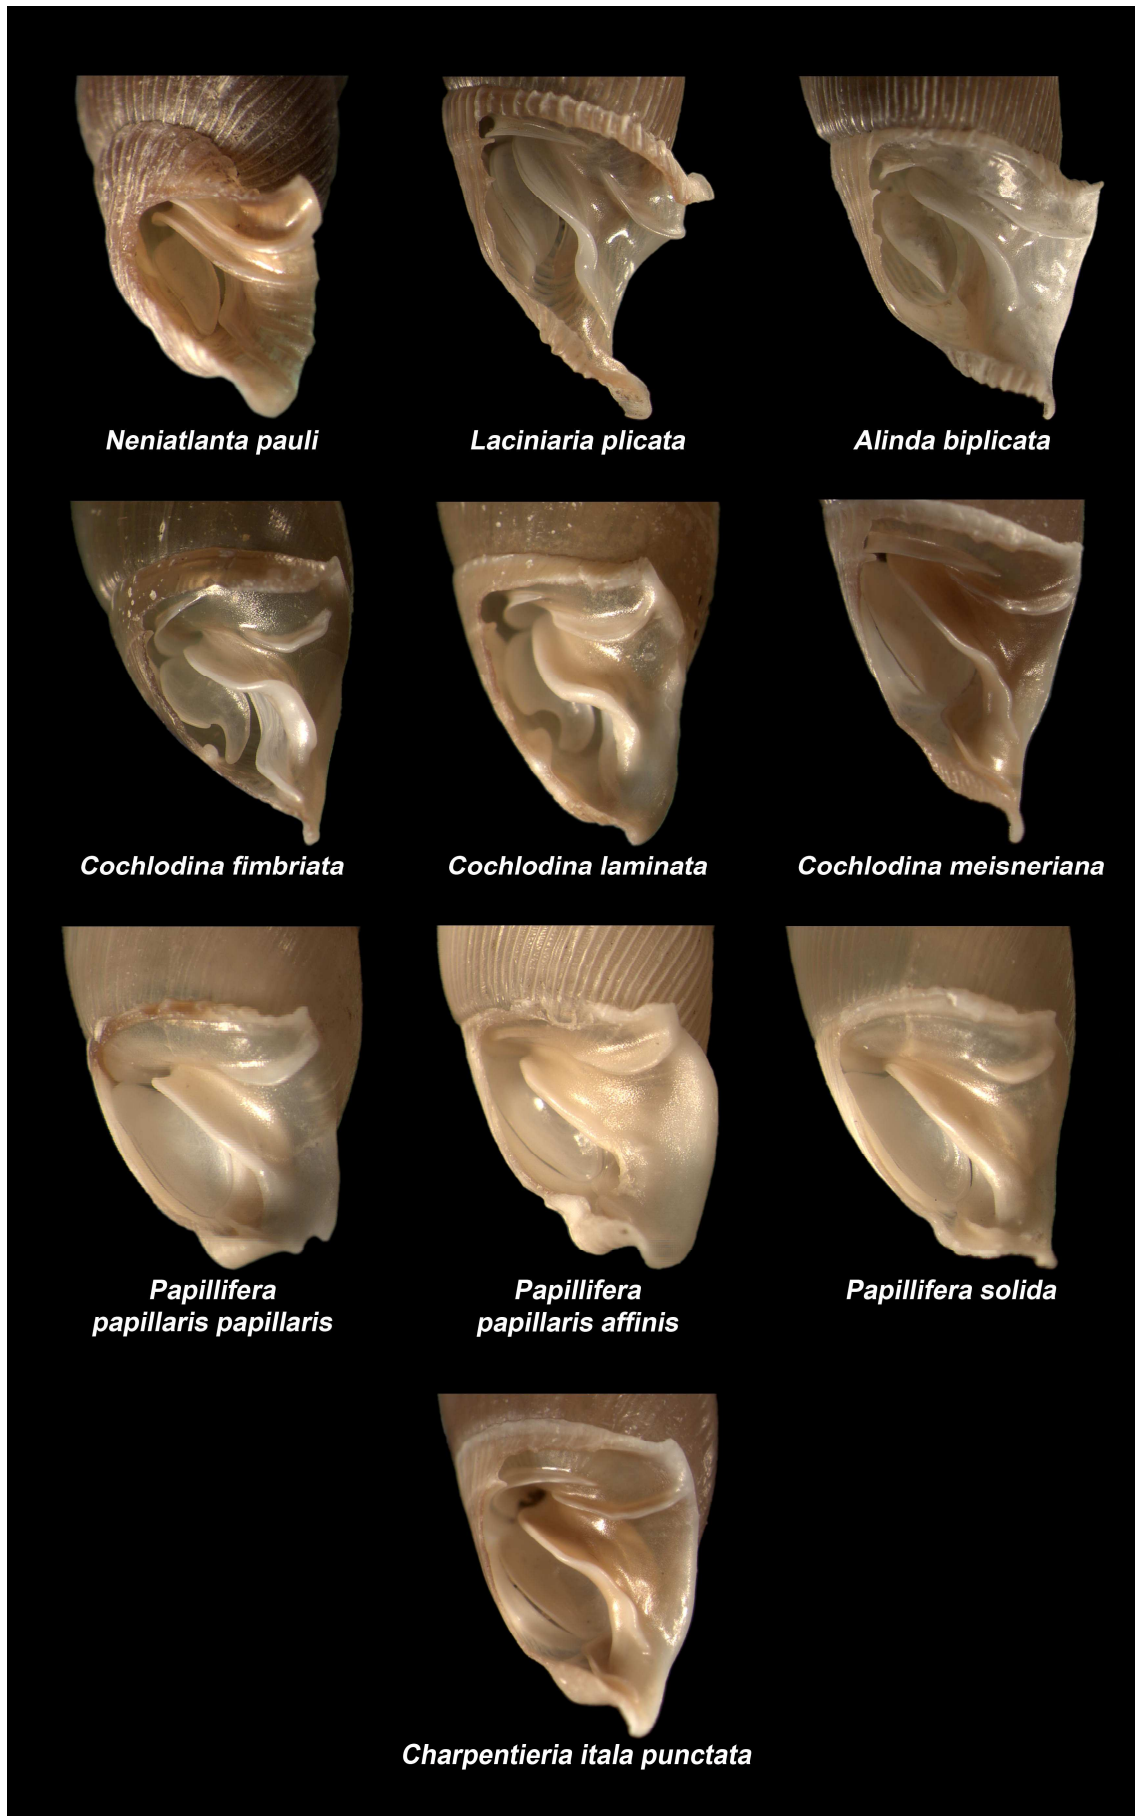 Neniatlanta pauli
Laciniaria plicata
Alinda biplicata
Cochlodina fimbriata
Cochlodina laminata
Cochlodina meisneriana
Papillifera
papillaris papillaris
Papillifera
papillaris affinis
Papillifera solida
Charpentieria itala punctata